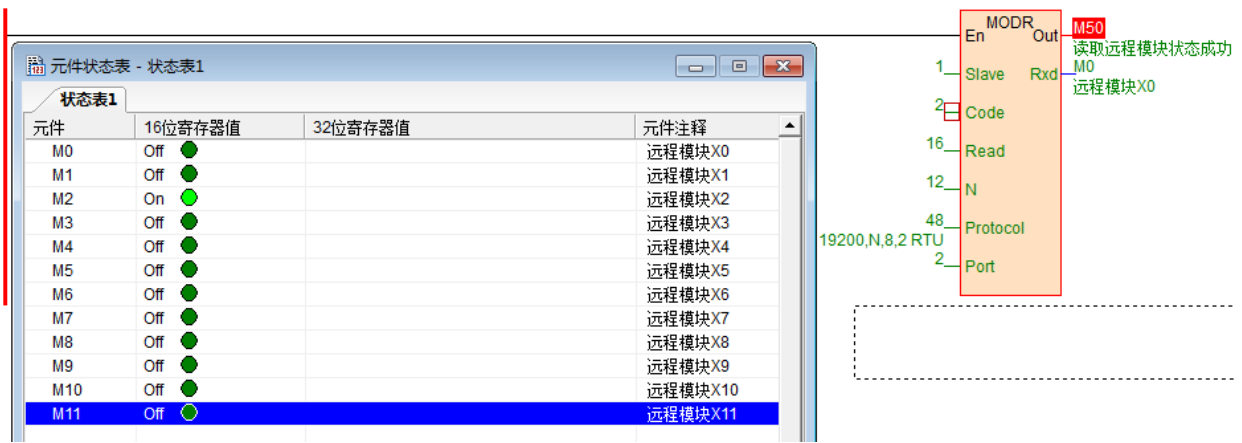 元件状态表 - 状态表1
状态表1
元件 16位寄存器值 32位寄存器值 元件注释
M0 Off 远程模块X0
M1 Off 远程模块X1
M2 On 远程模块X2
M3 Off 远程模块X3
M4 Off 远程模块X4
M5 Off 远程模块X5
M6 Off 远程模块X6
M7 Off 远程模块X7
M8 Off 远程模块X8
M9 Off 远程模块X9
M10 Off 远程模块X10
M11 Off 远程模块X11
MODR
En Out M50
读取远程模块状态成功
1 Slave Rxd M0
远程模块X0
2 Code
16 Read
12 N
48 Protocol
19200,N,8,2 RTU
2 Port